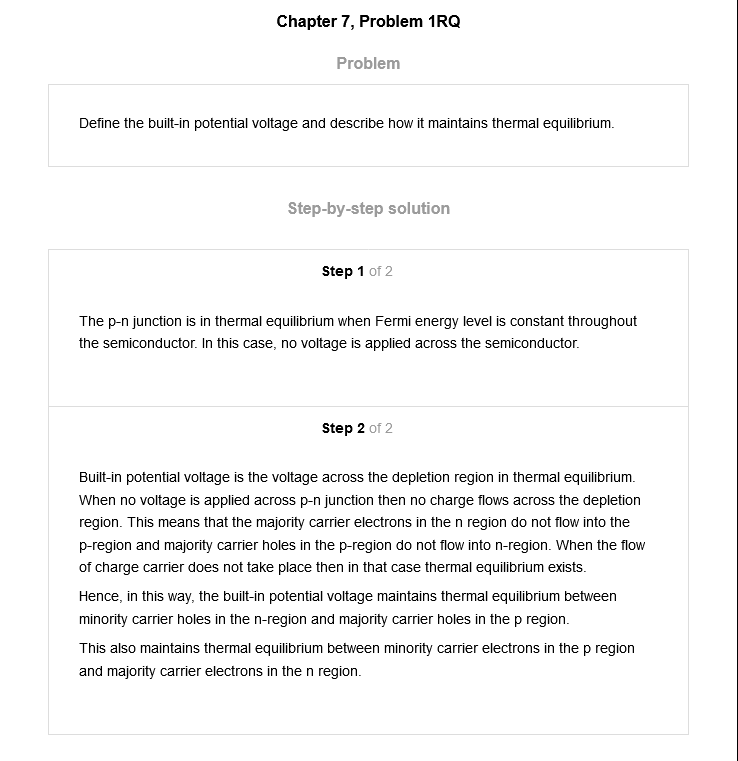 Chapter 7, Problem 1RQ
Problem
Define the built-in potential voltage and describe how it maintains thermal equilibrium.
Step-by-step solution
Step 1 of 2
The p-n junction is in thermal equilibrium when Fermi energy level is constant throughout
the semiconductor. In this case, no voltage is applied across the semiconductor.
Step 2 of 2
Built-in potential voltage is the voltage across the depletion region in thermal equilibrium.
When no voltage is applied across p-n junction then no charge flows across the depletion
region. This means that the majority carrier electrons in the n region do not flow into the
p-region and majority carrier holes in the p-region do not flow into n-region. When the flow
of charge carrier does not take place then in that case thermal equilibrium exists.
Hence, in this way, the built-in potential voltage maintains thermal equilibrium between
minority carrier holes in the n-region and majority carrier holes in the p region.
This also maintains thermal equilibrium between minority carrier electrons in the p region
and majority carrier electrons in the n region.